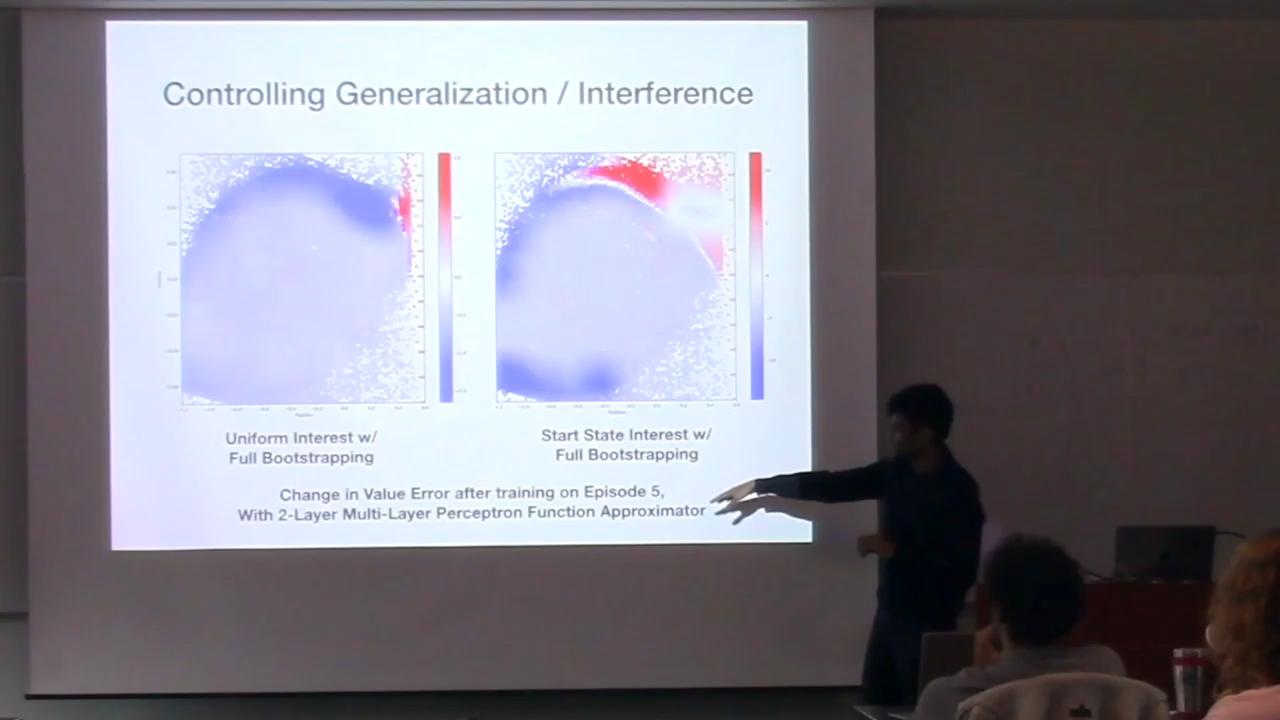 Controlling Generalization / Interference
Uniform Interest w/
Full Bootstrapping
Start State Interest w/
Full Bootstrapping
Change in Value Error after training on Episode 5,
With 2-Layer Multi-Layer Perceptron Function Approximator